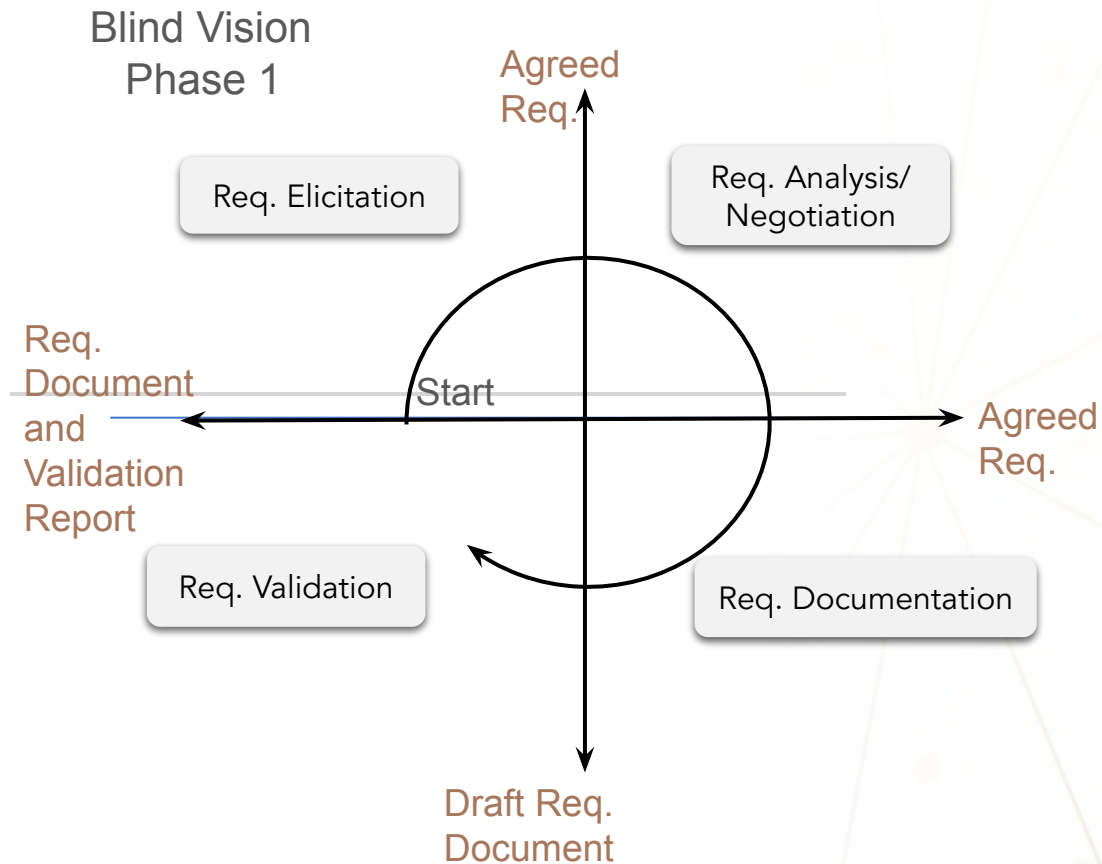 Blind Vision
Phase 1
Agreed
Req.
Req. Elicitation
Req. Analysis/
Negotiation
Req.
Document
and
Validation
Report
Start
Agreed
Req.
Req. Validation
Req. Documentation
Draft Req.
Document